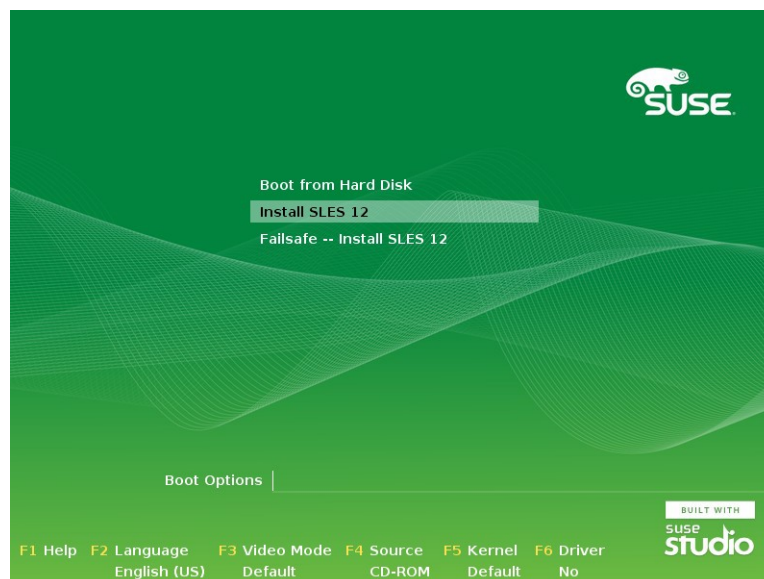 SUSE
Boot from Hard Disk
Install SLES 12
Failsafe -- Install SLES 12
Boot Options
BUILT WITH
suse
studio
F1 Help F2 Language F3 Video Mode F4 Source F5 Kernel F6 Driver
English (US) Default CD-ROM Default No